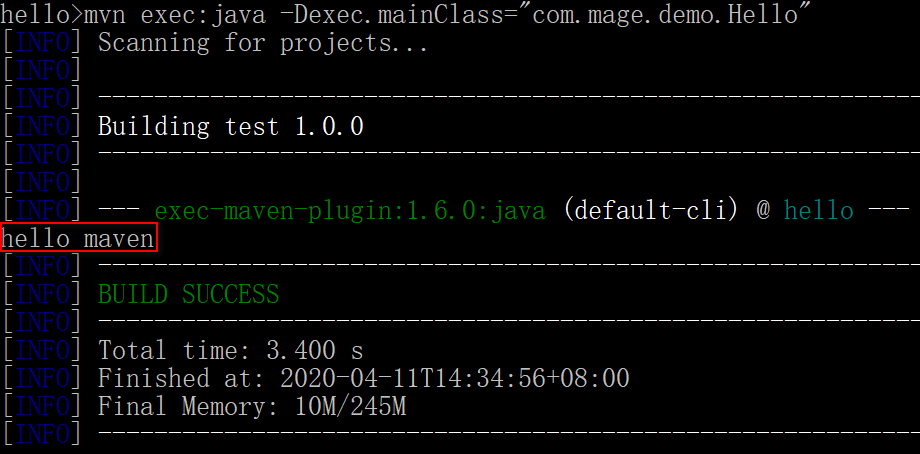 hello>mvn exec:java -Dexec.mainClass="com.mage.demo.Hello"
[INFO] Scanning for projects...
[INFO]
[INFO] ------------------------------------------------------------
[INFO] Building test 1.0.0
[INFO] ------------------------------------------------------------
[INFO]
[INFO] --- exec-maven-plugin:1.6.0:java (default-cli) @ hello ---
hello maven
[INFO] ------------------------------------------------------------
[INFO] BUILD SUCCESS
[INFO] ------------------------------------------------------------
[INFO] Total time: 3.400 s
[INFO] Finished at: 2020-04-11T14:34:56+08:00
[INFO] Final Memory: 10M/245M
[INFO] ------------------------------------------------------------